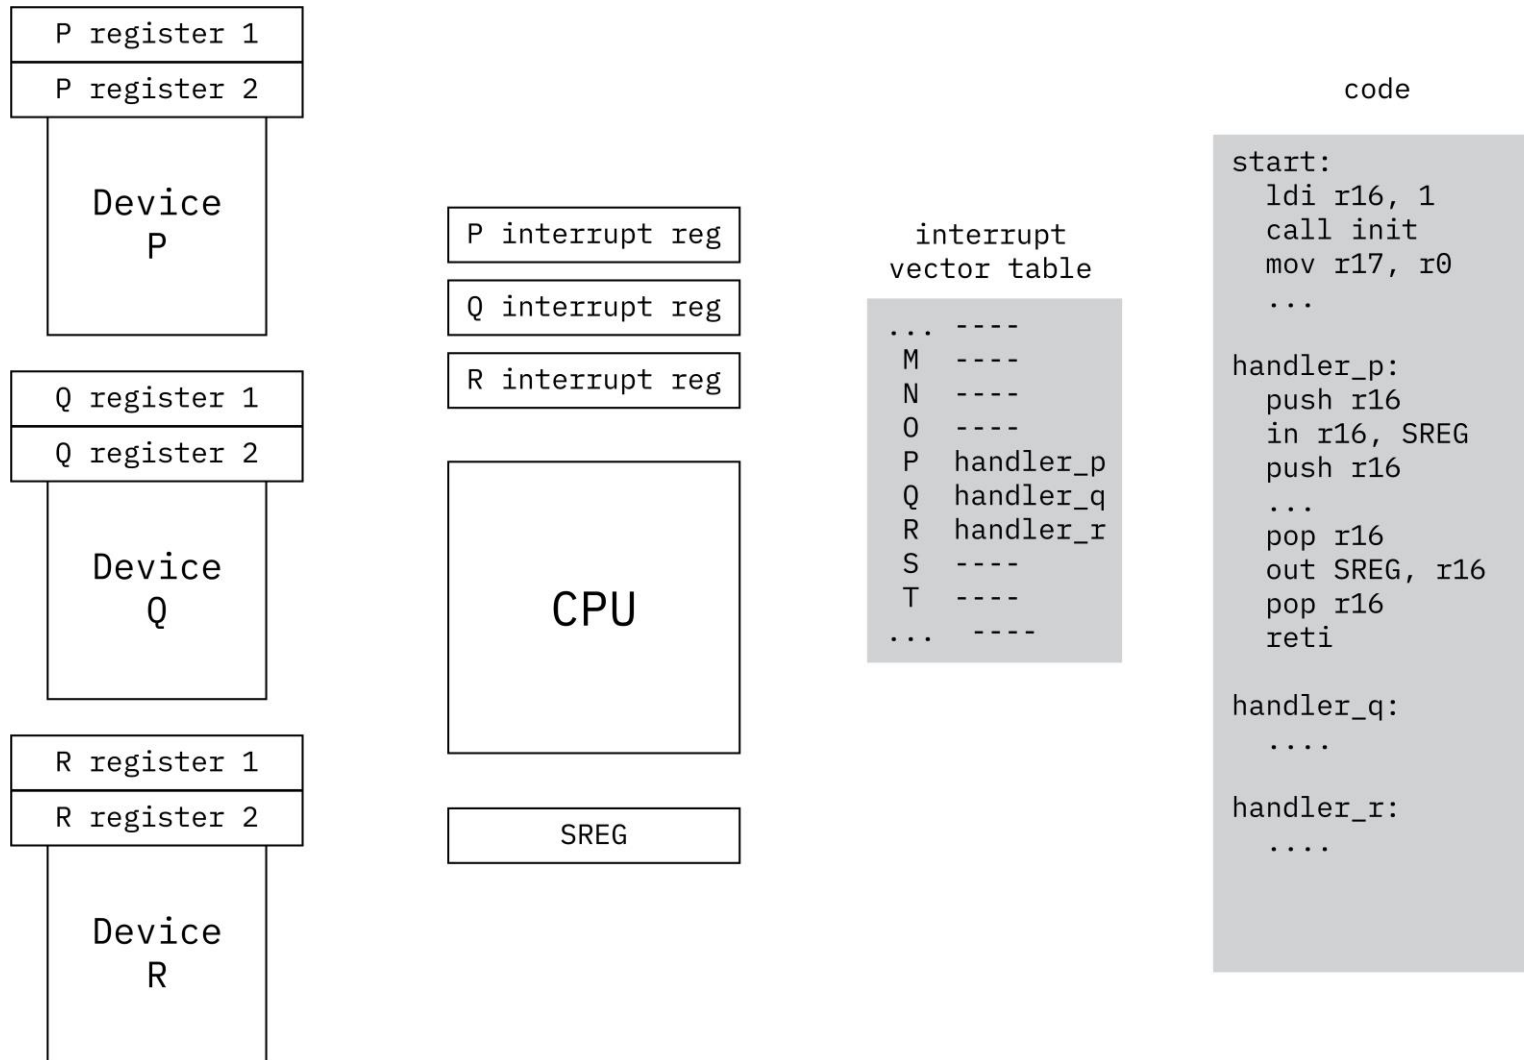 P register 1
P register 2
Device
P
Q register 1
Q register 2
Device
Q
R register 1
R register 2
Device
R
P interrupt reg
Q interrupt reg
R interrupt reg
CPU
SREG
interrupt
vector table
... ----
M ----
N ----
O ----
P handler_p
Q handler_q
R handler_r
S ----
T ----
... ----
code
start:
ldi r16, 1
call init
mov r17, r0
...
handler_p:
push r16
in r16, SREG
push r16
...
pop r16
out SREG, r16
pop r16
reti
handler_q:
....
handler_r:
....